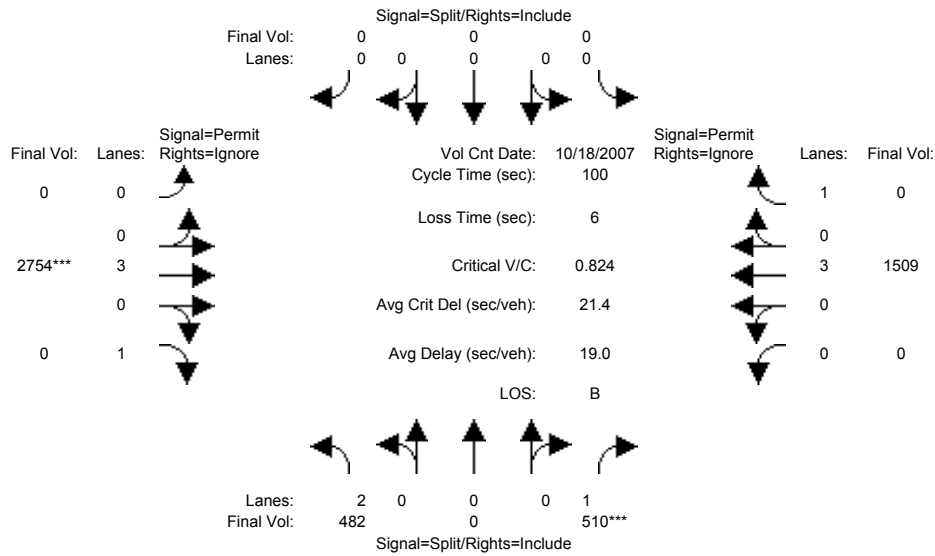 Signal=Split/Rights=Include
Final Vol: 0 0 0
Lanes: 0 0 0 0 0
Signal=Permit
Final Vol: Lanes: Rights=Ignore
Vol Cnt Date: 10/18/2007
Signal=Permit
Rights=Ignore Lanes: Final Vol:
Cycle Time (sec): 100
0 0
1 0
Loss Time (sec): 6
0
0
2754*** 3
Critical V/C: 0.824
3 1509
0
Avg Crit Del (sec/veh): 21.4
0
0 1
Avg Delay (sec/veh): 19.0
0 0
LOS: B
Lanes: 2 0 0 0 1
Final Vol: 482 0 510***
Signal=Split/Rights=Include